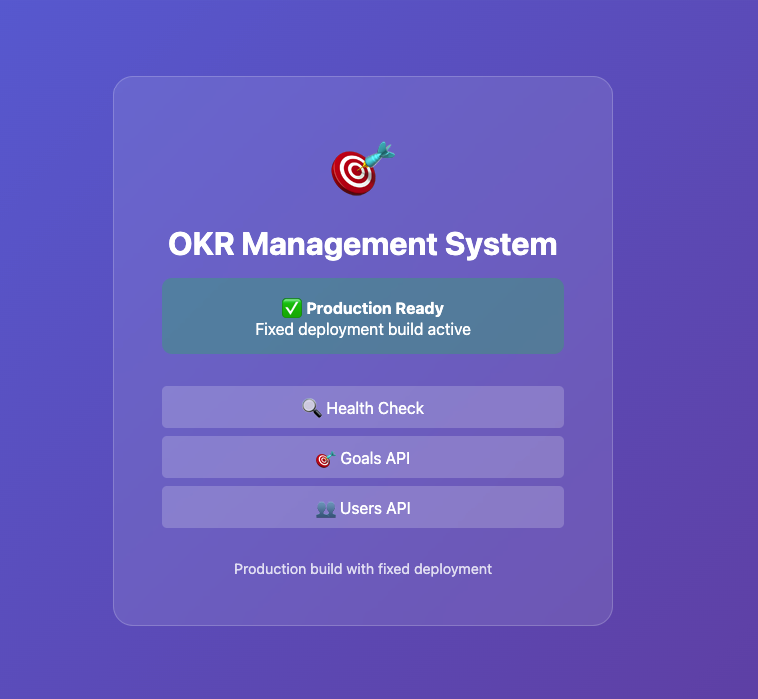 OKR Management System
✅ Production Ready
Fixed deployment build active
🔍 Health Check
🎯 Goals API
👥 Users API
Production build with fixed deployment